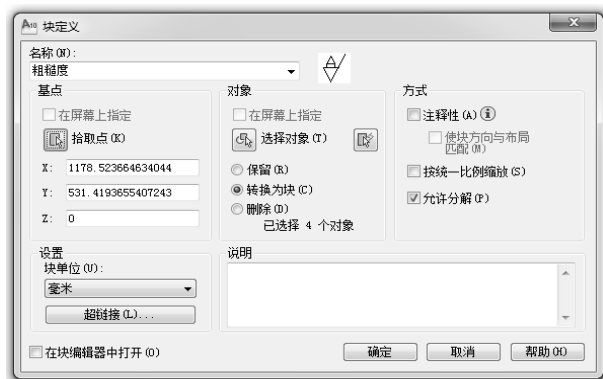 A10 块定义
名称(N):
粗糙度
A
基点
在屏幕上指定
拾取点(K)
X: 1178.523664634044
Y: 531.4193655407243
Z: 0
对象
在屏幕上指定
选择对象(T)
保留(R)
转换为块(C)
删除(D)
已选择 4 个对象
方式
注释性(A)
使块方向与布局
匹配(M)
按统一比例缩放(S)
允许分解(P)
设置
块单位(U):
毫米
超链接(L)...
说明
在块编辑器中打开(O)
确定
取消
帮助(H)